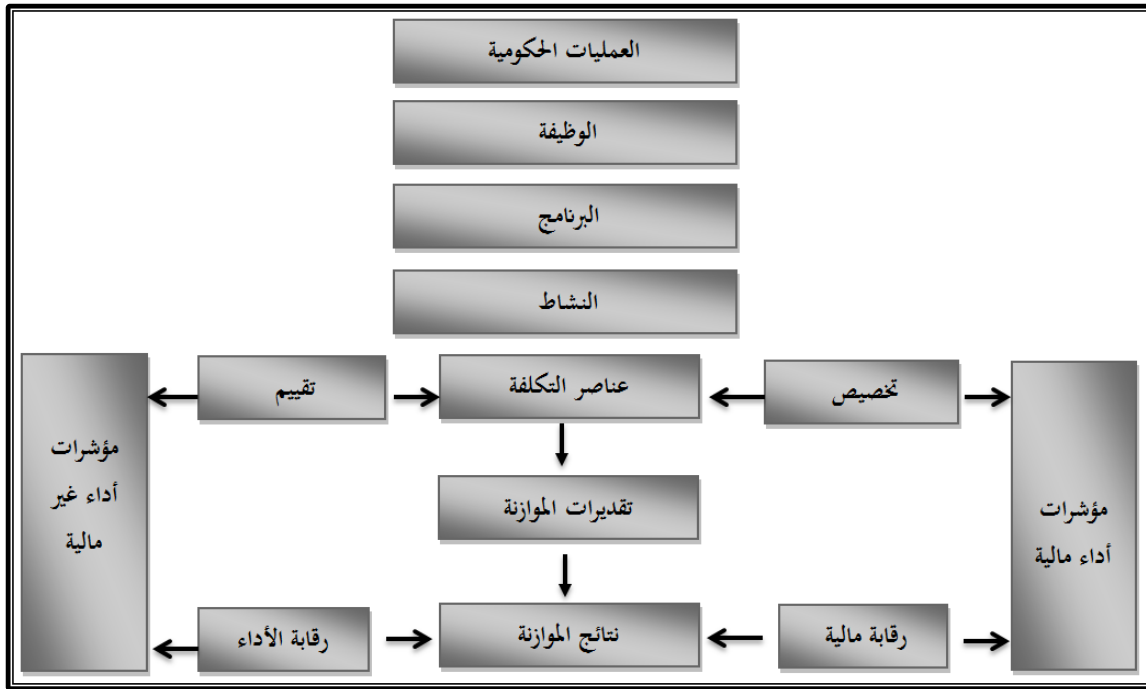 العمليات الحكومية
الوظيفة
البرنامج
النشاط
تخصيص
عناصر التكلفة
تقييم
مؤشرات
أداء مالية
مؤشرات
أداء غير
مالية
تقديرات الموازنة
رقابة مالية
نتائج الموازنة
رقابة الأداء